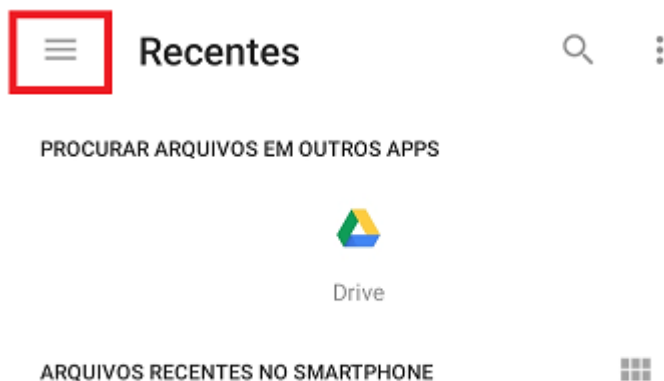 Recentes
PROCURAR ARQUIVOS EM OUTROS APPS
Drive
ARQUIVOS RECENTES NO SMARTPHONE